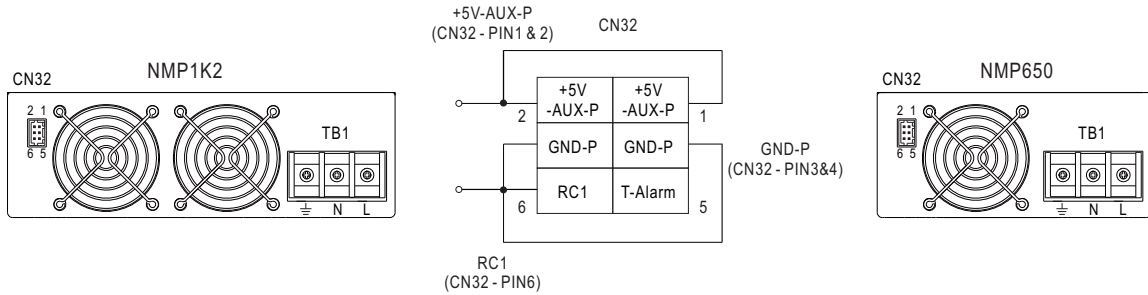 NMP1K2
CN32
2 1
6 5
TB1
N
L
+5V-AUX-P
(CN32 - PIN1 & 2)
CN32
+5V
-AUX-P
+5V
-AUX-P
2
1
GND-P
GND-P
RC1
T-Alarm
6
5
GND-P
(CN32 - PIN3&4)
RC1
(CN32 - PIN6)
NMP650
CN32
2 1
6 5
TB1
N
L